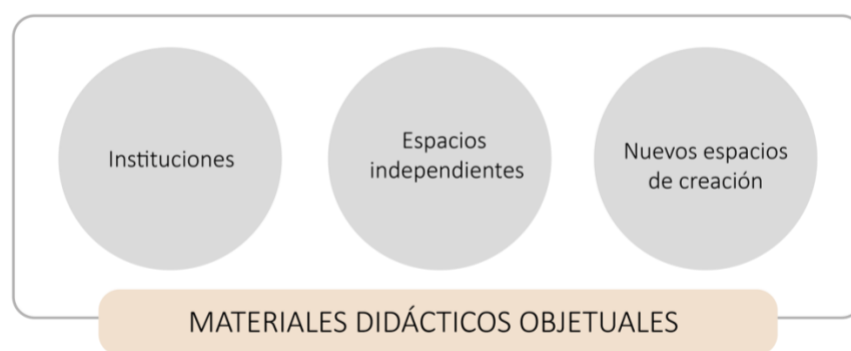 Instituciones
Espacios
independientes
Nuevos espacios
de creación
MATERIALES DIDÁCTICOS OBJETUALES